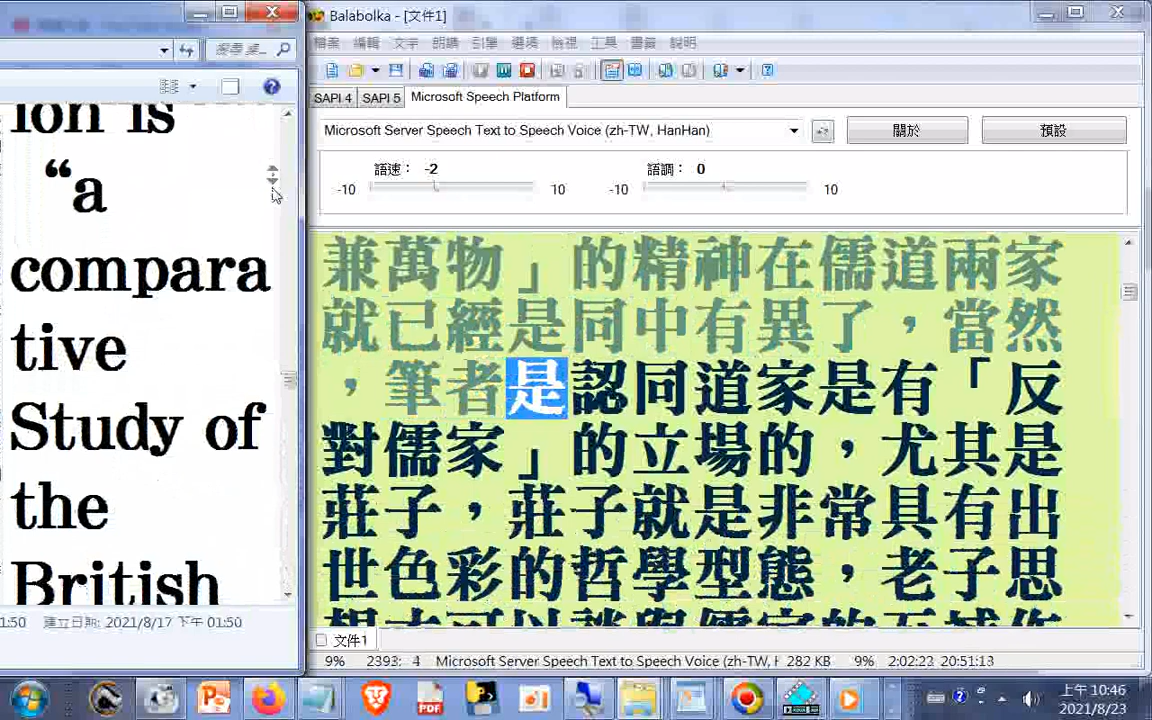 Balabolka - [文件1]
檔案 編輯 文字 朗讀 引擎 選項 檢視 工具 書籤 說明
SAPI 4 SAPI 5 Microsoft Speech Platform
Microsoft Server Speech Text to Speech Voice (zh-TW, HanHan)
關於
預設
語速： -2
語調： 0
-10 10 -10 10
ion is
“a
compara
tive
Study of
the
British
兼萬物」的精神在儒道兩家
就已經是同中有異了，當然
，筆者是認同道家是有「反
對儒家」的立場的，尤其是
莊子，莊子就是非常具有出
世色彩的哲學型態，老子思
1:50 建立日期: 2021/8/17 下午 01:50
文件1
9% 2393: 4 Microsoft Server Speech Text to Speech Voice (zh-TW, H 282 KB 9% 2:02:23 20:51:13
PDF
上午 10:46
2021/8/23